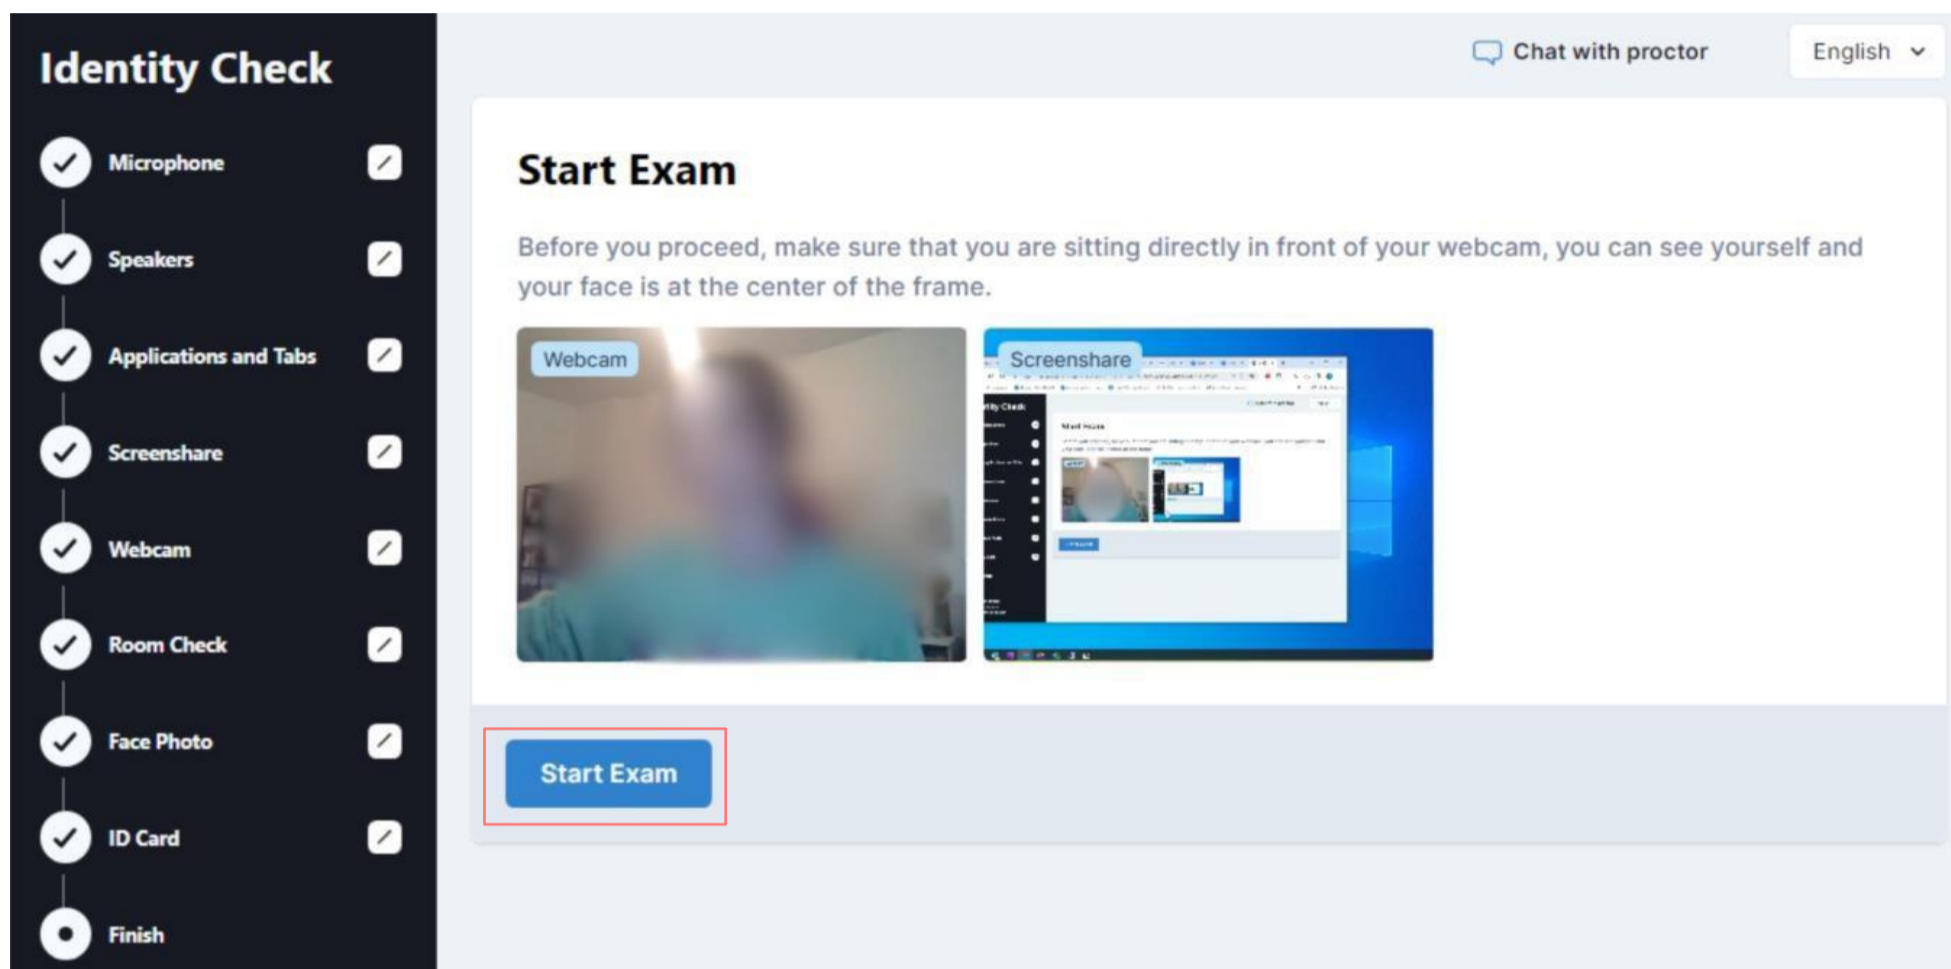 Identity Check
Microphone
Speakers
Applications and Tabs
Screenshare
Webcam
Room Check
Face Photo
ID Card
Finish
Chat with proctor
English
Start Exam
Before you proceed, make sure that you are sitting directly in front of your webcam, you can see yourself and
your face is at the center of the frame.
Webcam
Screenshare
Start Exam
Start Exam